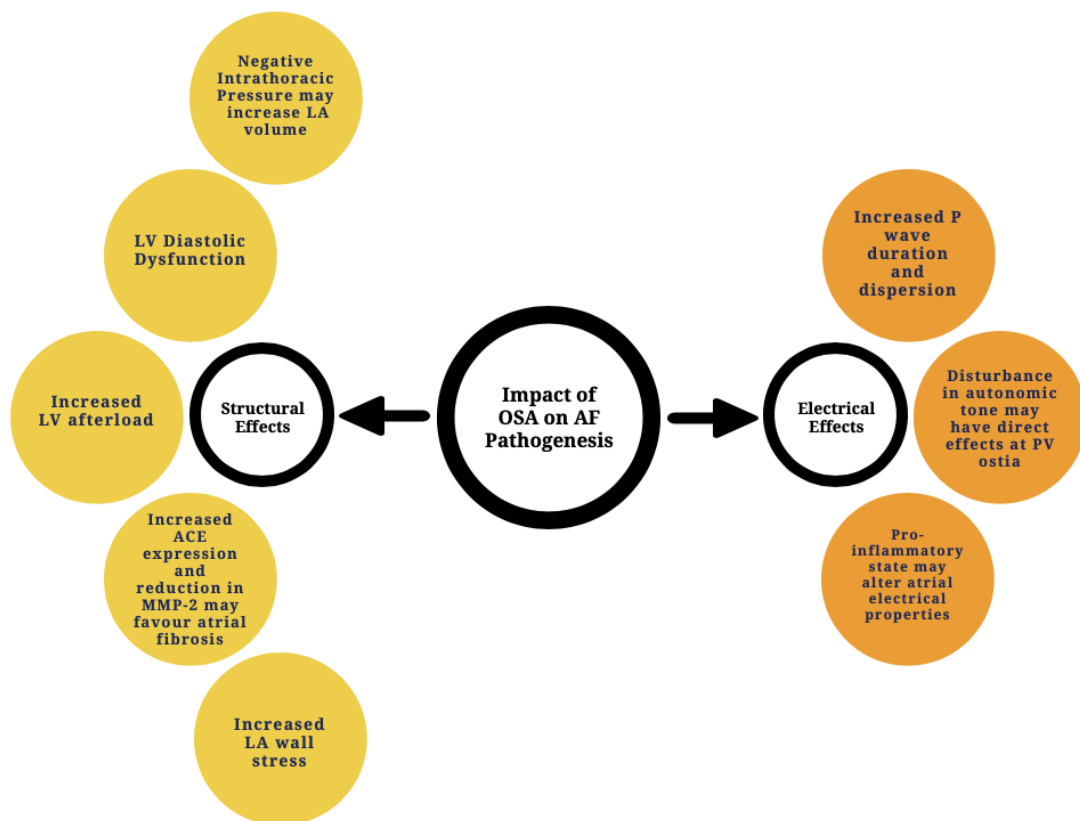 Negative
Intrathoracic
Pressure may
increase LA
volume
LV Diastolic
Dysfunction
Increased
LV afterload
Increased
ACE
expression
and
reduction in
MMP-2 may
favour atrial
fibrosis
Increased
LA wall
stress
Structural
Effects
Impact of
OSA on AF
Pathogenesis
Electrical
Effects
Increased P
wave
duration
and
dispersion
Disturbance
in autonomic
tone may
have direct
effects at PV
ostia
Pro-
inflammatory
state may
alter atrial
electrical
properties